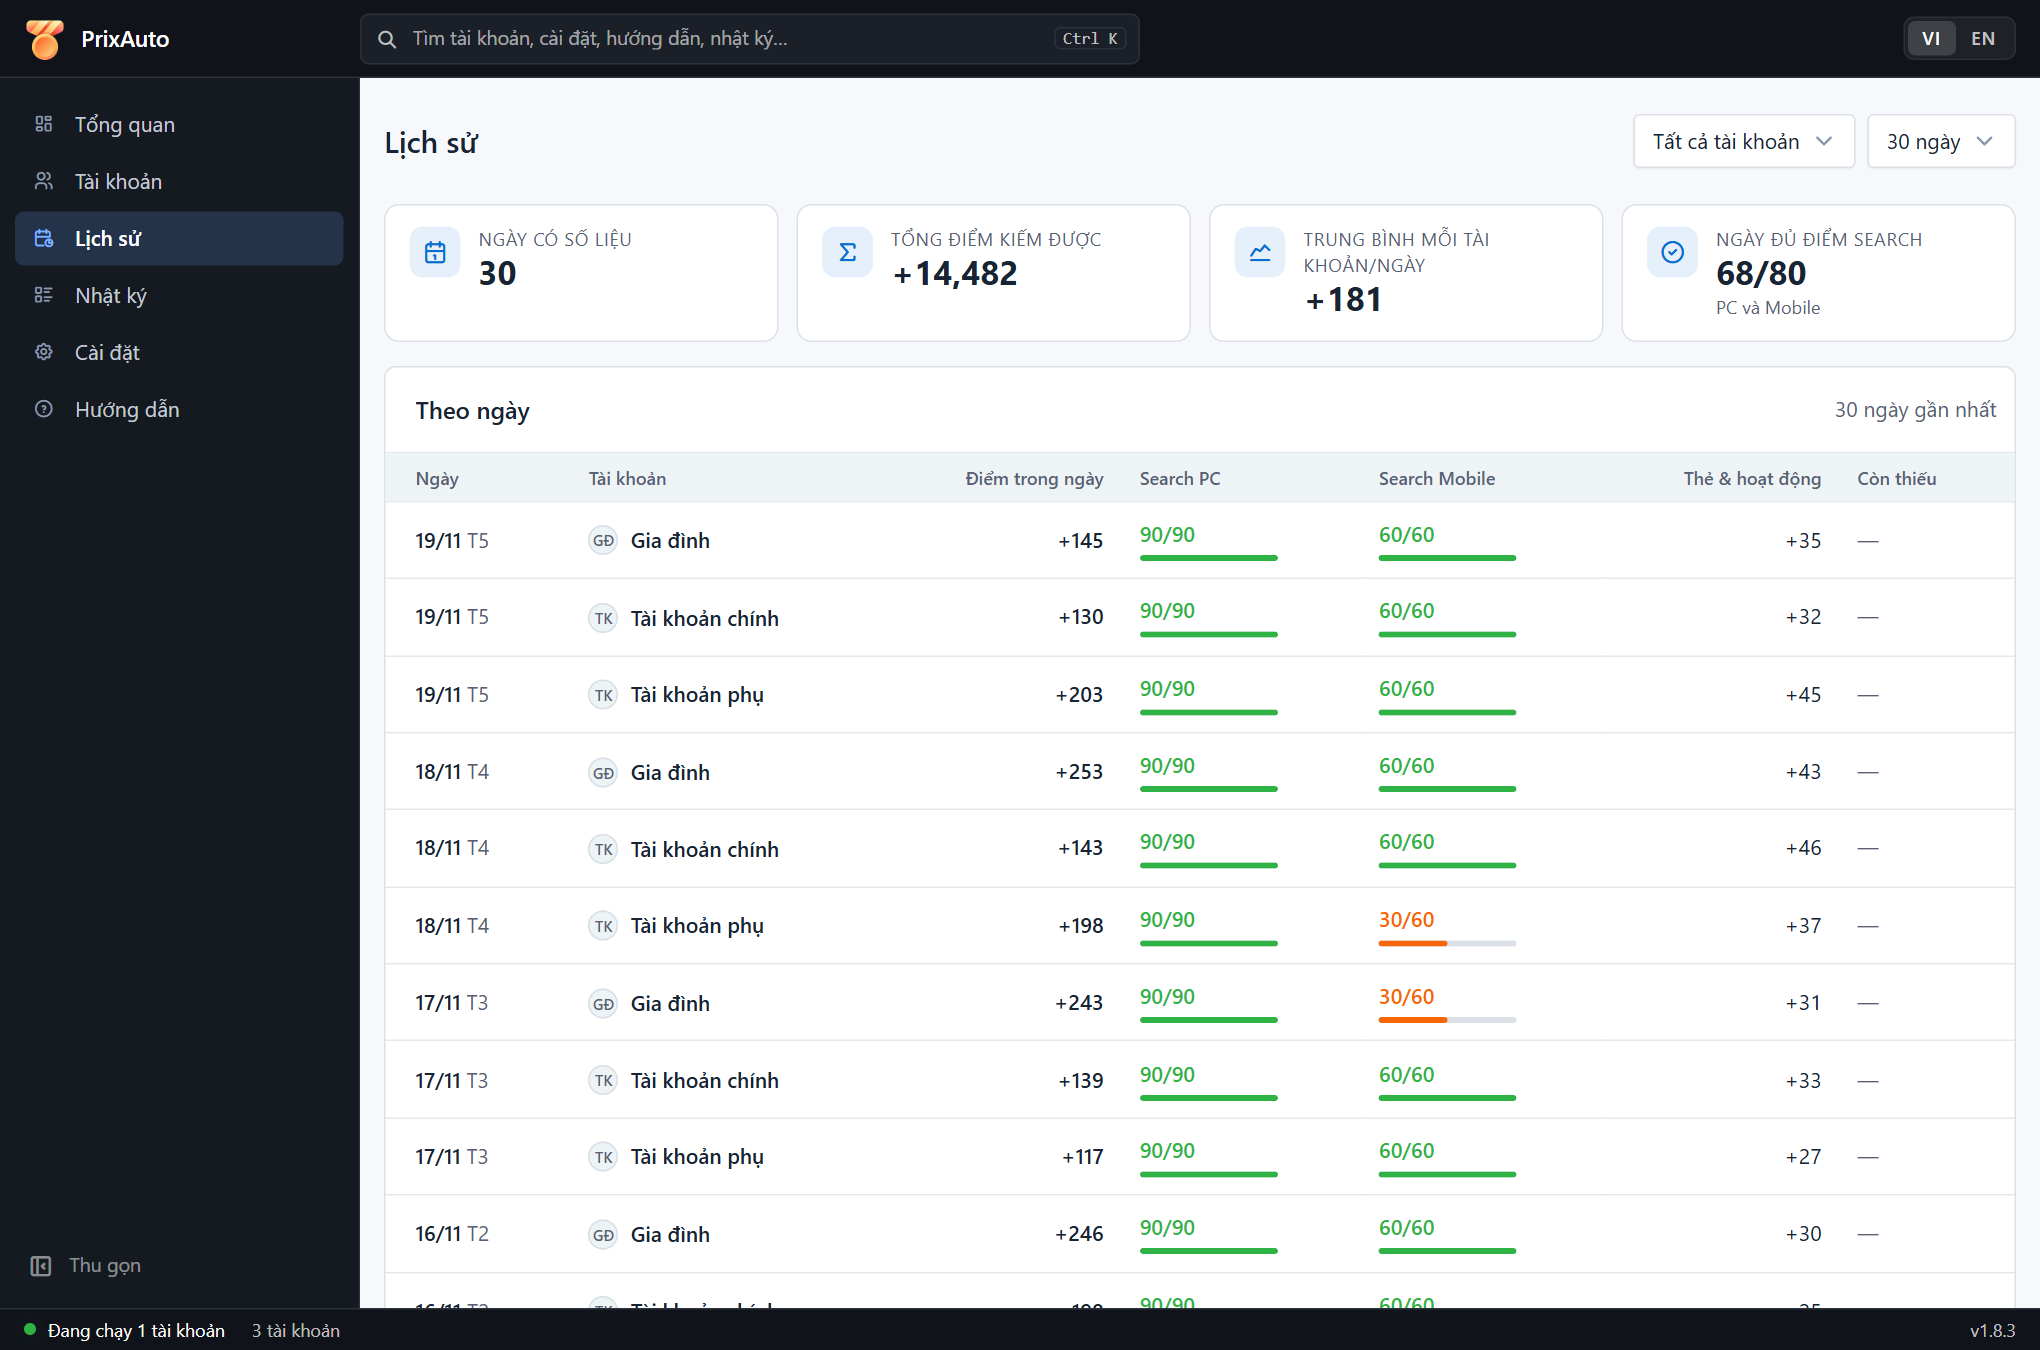 PrixAuto
Tìm tài khoản, cài đặt, hướng dẫn, nhật ký...
Ctrl K
VI EN
Tổng quan
Tài khoản
Lịch sử
Nhật ký
Cài đặt
Hướng dẫn
Thu gọn
Lịch sử
Tất cả tài khoản
30 ngày
NGÀY CÓ SỐ LIỆU
30
TỔNG ĐIỂM KIẾM ĐƯỢC
+14,482
TRUNG BÌNH MỖI TÀI
KHOẢN/NGÀY
+181
NGÀY ĐỦ ĐIỂM SEARCH
68/80
PC và Mobile
Theo ngày
30 ngày gần nhất
Ngày Tài khoản Điểm trong ngày Search PC Search Mobile Thẻ & hoạt động Còn thiếu
19/11 T5 GĐ Gia đình +145 90/90 60/60 +35 —
19/11 T5 TK Tài khoản chính +130 90/90 60/60 +32 —
19/11 T5 TK Tài khoản phụ +203 90/90 60/60 +45 —
18/11 T4 GĐ Gia đình +253 90/90 60/60 +43 —
18/11 T4 TK Tài khoản chính +143 90/90 60/60 +46 —
18/11 T4 TK Tài khoản phụ +198 90/90 30/60 +37 —
17/11 T3 GĐ Gia đình +243 90/90 30/60 +31 —
17/11 T3 TK Tài khoản chính +139 90/90 60/60 +33 —
17/11 T3 TK Tài khoản phụ +117 90/90 60/60 +27 —
16/11 T2 GĐ Gia đình +246 90/90 60/60 +30 —
16/11 T2 TK Tài khoản chính 90/90 60/60
Đang chạy 1 tài khoản
3 tài khoản
v1.8.3